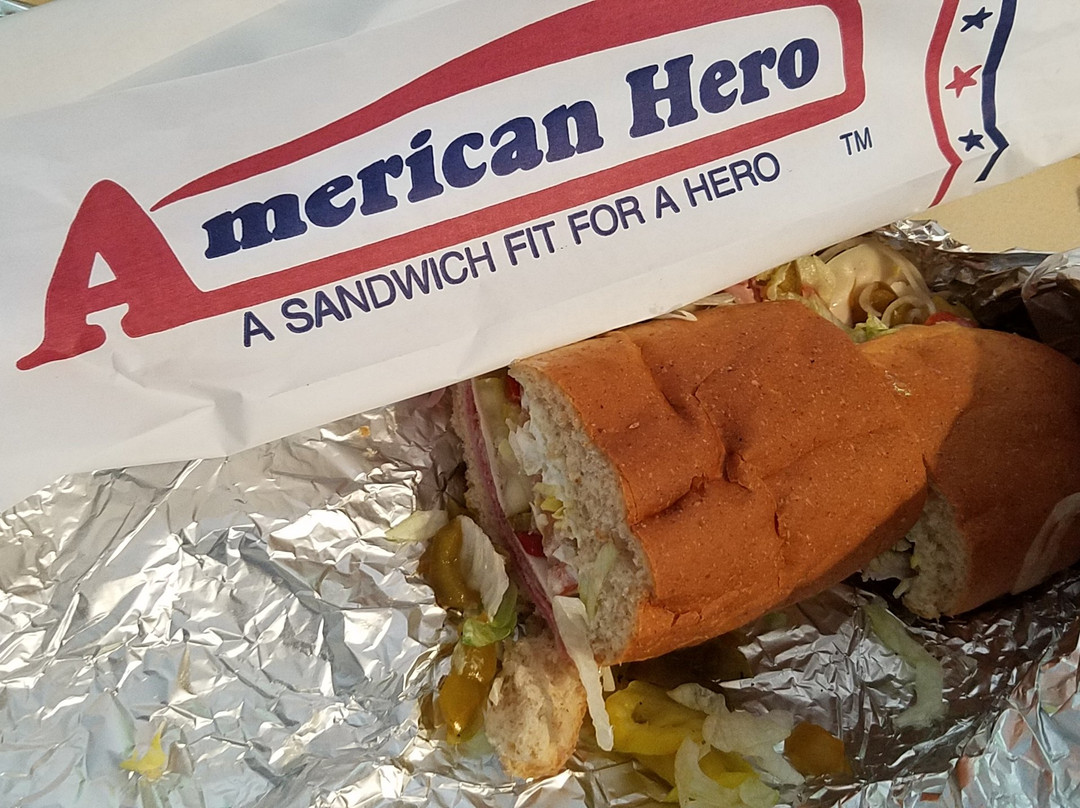 American Hero
A SANDWICH FIT FOR A HERO
TM